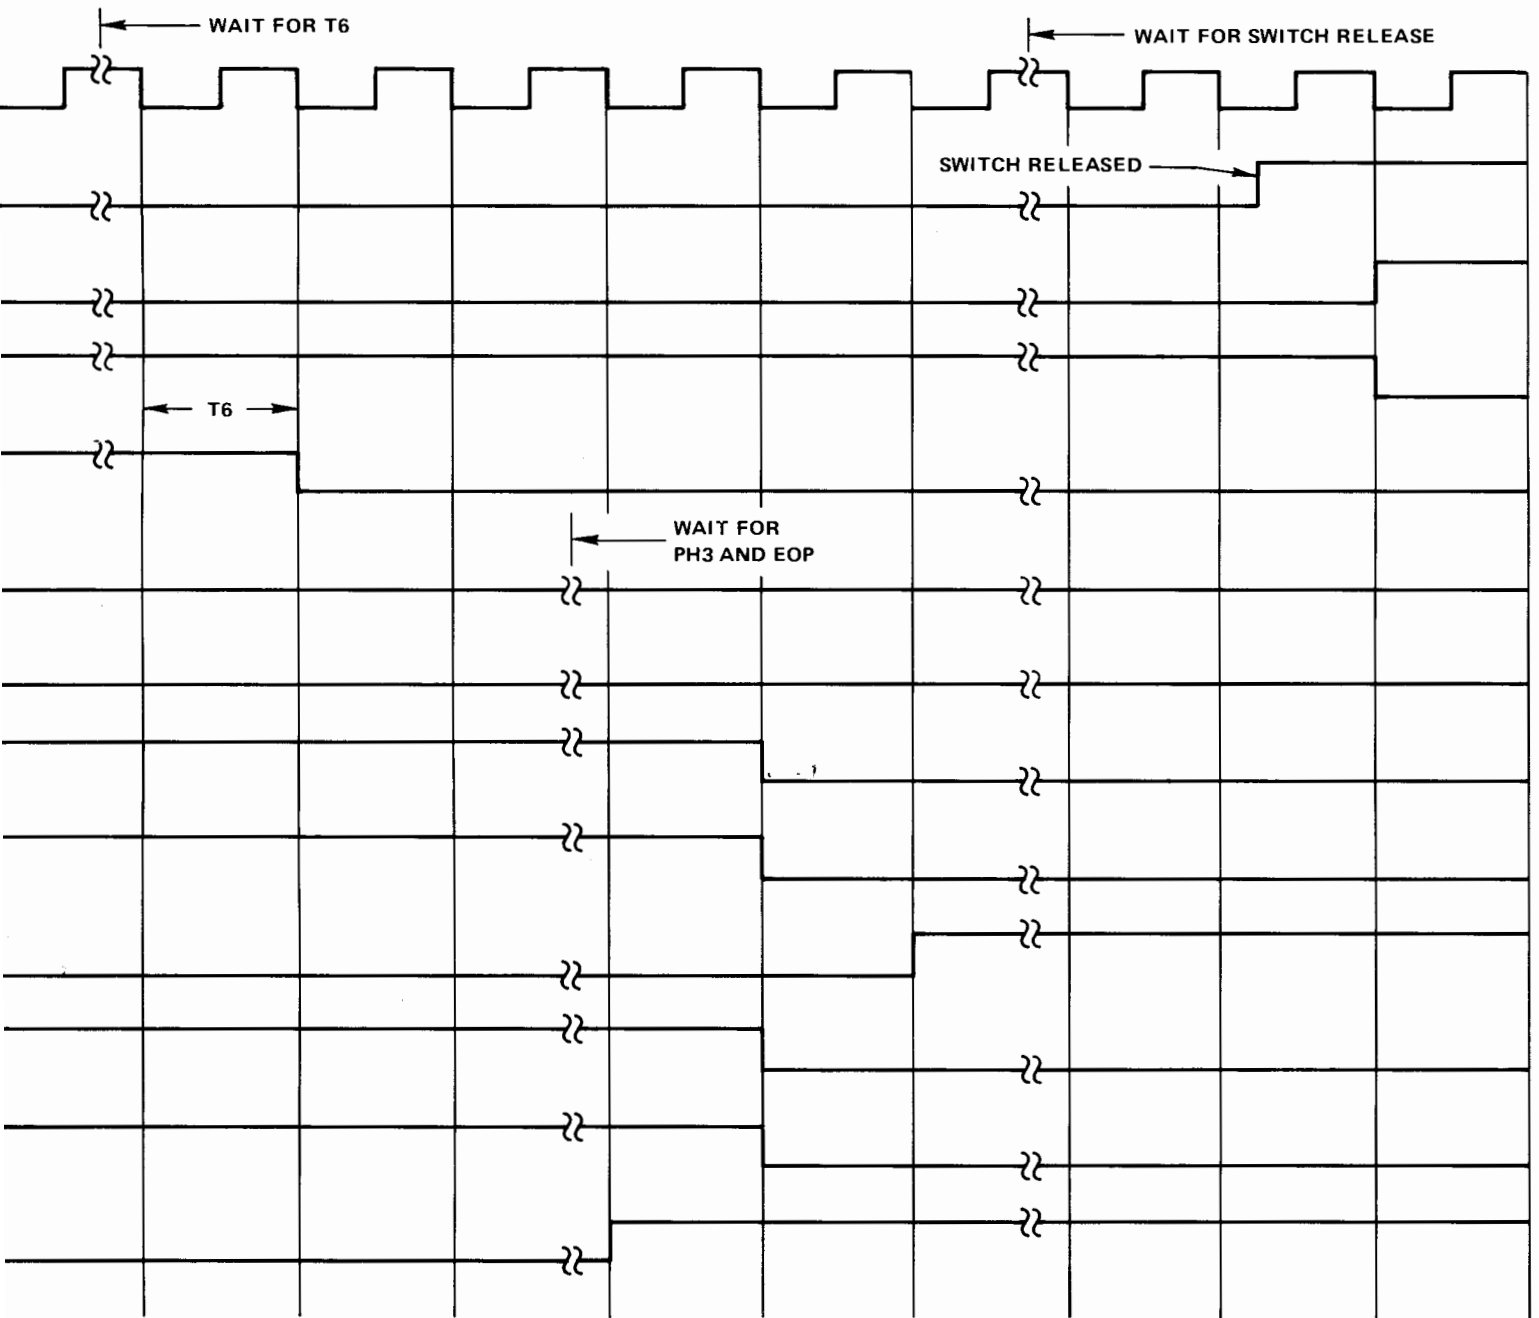 WAIT FOR T6
WAIT FOR SWITCH RELEASE
SWITCH RELEASED
T6
WAIT FOR
PH3 AND EOP